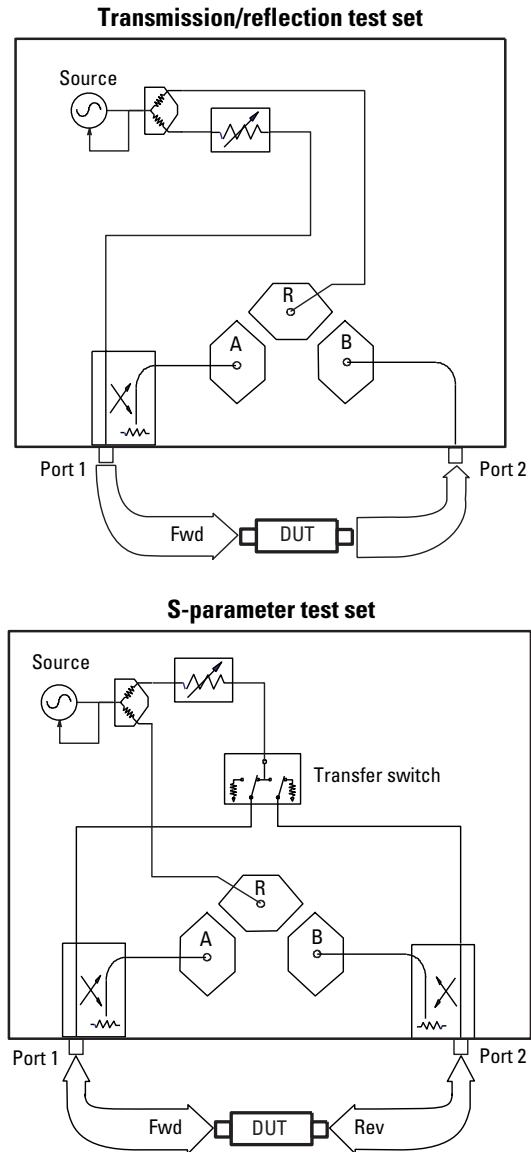 Transmission/reflection test set
Source
R
A
B
Port 1
Port 2
Fwd
DUT
S-parameter test set
Source
Transfer switch
R
A
B
Port 1
Port 2
Fwd
DUT
Rev